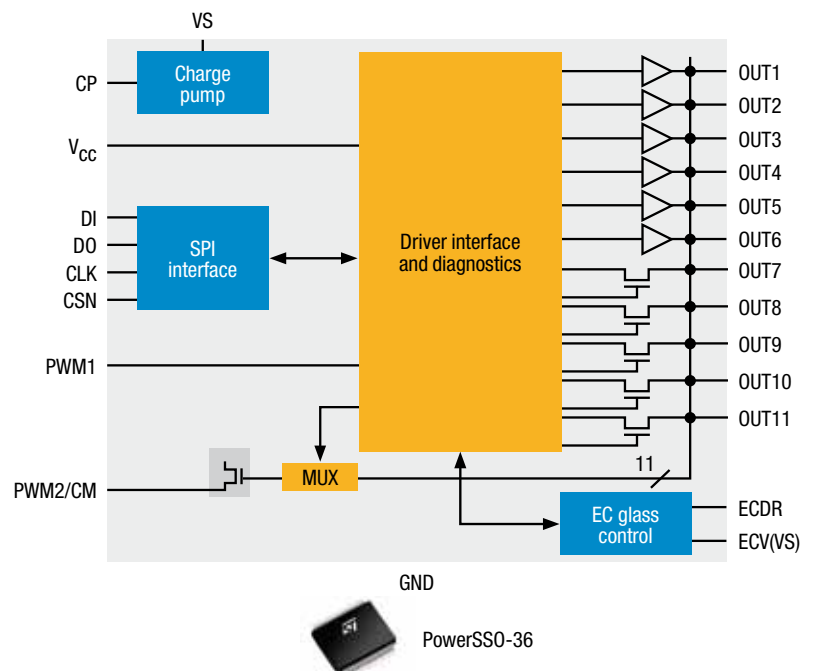 VS
CP
Charge
pump
OUT1
OUT2
V_CC
OUT3
OUT4
DI
DO
CLK
CSN
SPI
interface
Driver interface
and diagnostics
OUT5
OUT6
OUT7
OUT8
PWM1
OUT9
OUT10
OUT11
PWM2/CM
MUX
11
EC glass
control
ECDR
ECV(VS)
GND
ST
PowerSSO-36